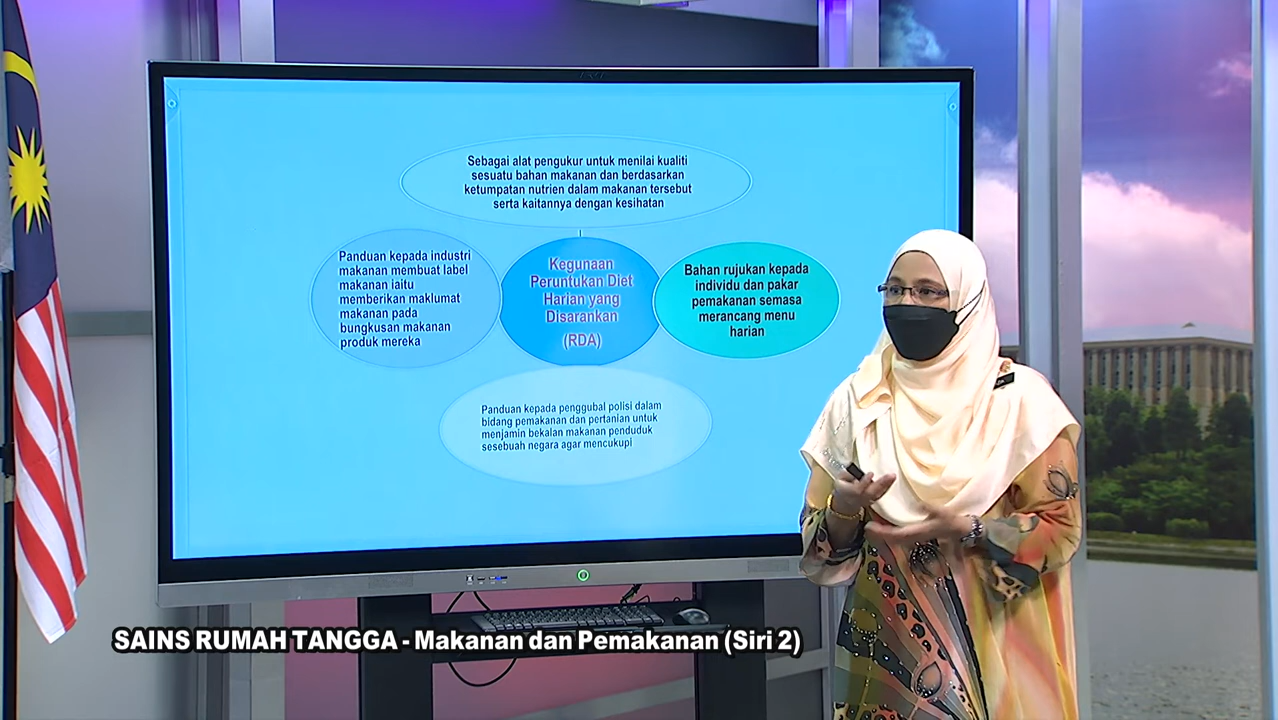 Sebagai alat pengukur untuk menilai kualiti
sesuatu bahan makanan dan berdasarkan
ketumpatan nutrien dalam makanan tersebut
serta kaitannya dengan kesihatan
Panduan kepada industri
makanan membuat label
makanan iaitu
memberikan maklumat
makanan pada
bungkusan makanan
produk mereka
Kegunaan
Peruntukan Diet
Harian yang
Disarankan
(RDA)
Bahan rujukan kepada
individu dan pakar
pemakanan semasa
merancang menu
harian
Panduan kepada penggubal polisi dalam
bidang pemakanan dan pertanian untuk
menjamin bekalan makanan penduduk
sesebuah negara agar mencukupi
SAINS RUMAH TANGGA - Makanan dan Pemakanan (Siri 2)